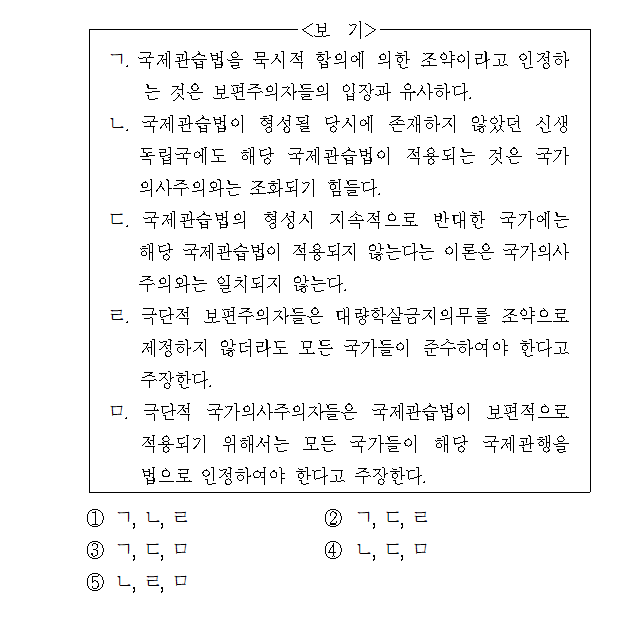 <보 기>
ㄱ. 국제관습법을 묵시적 합의에 의한 조약이라고 인정하
는 것은 보편주의자들의 입장과 유사하다.
ㄴ. 국제관습법이 형성될 당시에 존재하지 않았던 신생
독립국에도 해당 국제관습법이 적용되는 것은 국가
의사주의와는 조화되기 힘들다.
ㄷ. 국제관습법의 형성시 지속적으로 반대한 국가에는
해당 국제관습법이 적용되지 않는다는 이론은 국가의사
주의와는 일치되지 않는다.
ㄹ. 극단적 보편주의자들은 대량학살금지의무를 조약으로
제정하지 않더라도 모든 국가들이 준수하여야 한다고
주장한다.
ㅁ. 극단적 국가의사주의자들은 국제관습법이 보편적으로
적용되기 위해서는 모든 국가들이 해당 국제관행을
법으로 인정하여야 한다고 주장한다.
① ㄱ, ㄴ, ㄹ ② ㄱ, ㄷ, ㄹ
③ ㄱ, ㄷ, ㅁ ④ ㄴ, ㄷ, ㅁ
⑤ ㄴ, ㄹ, ㅁ